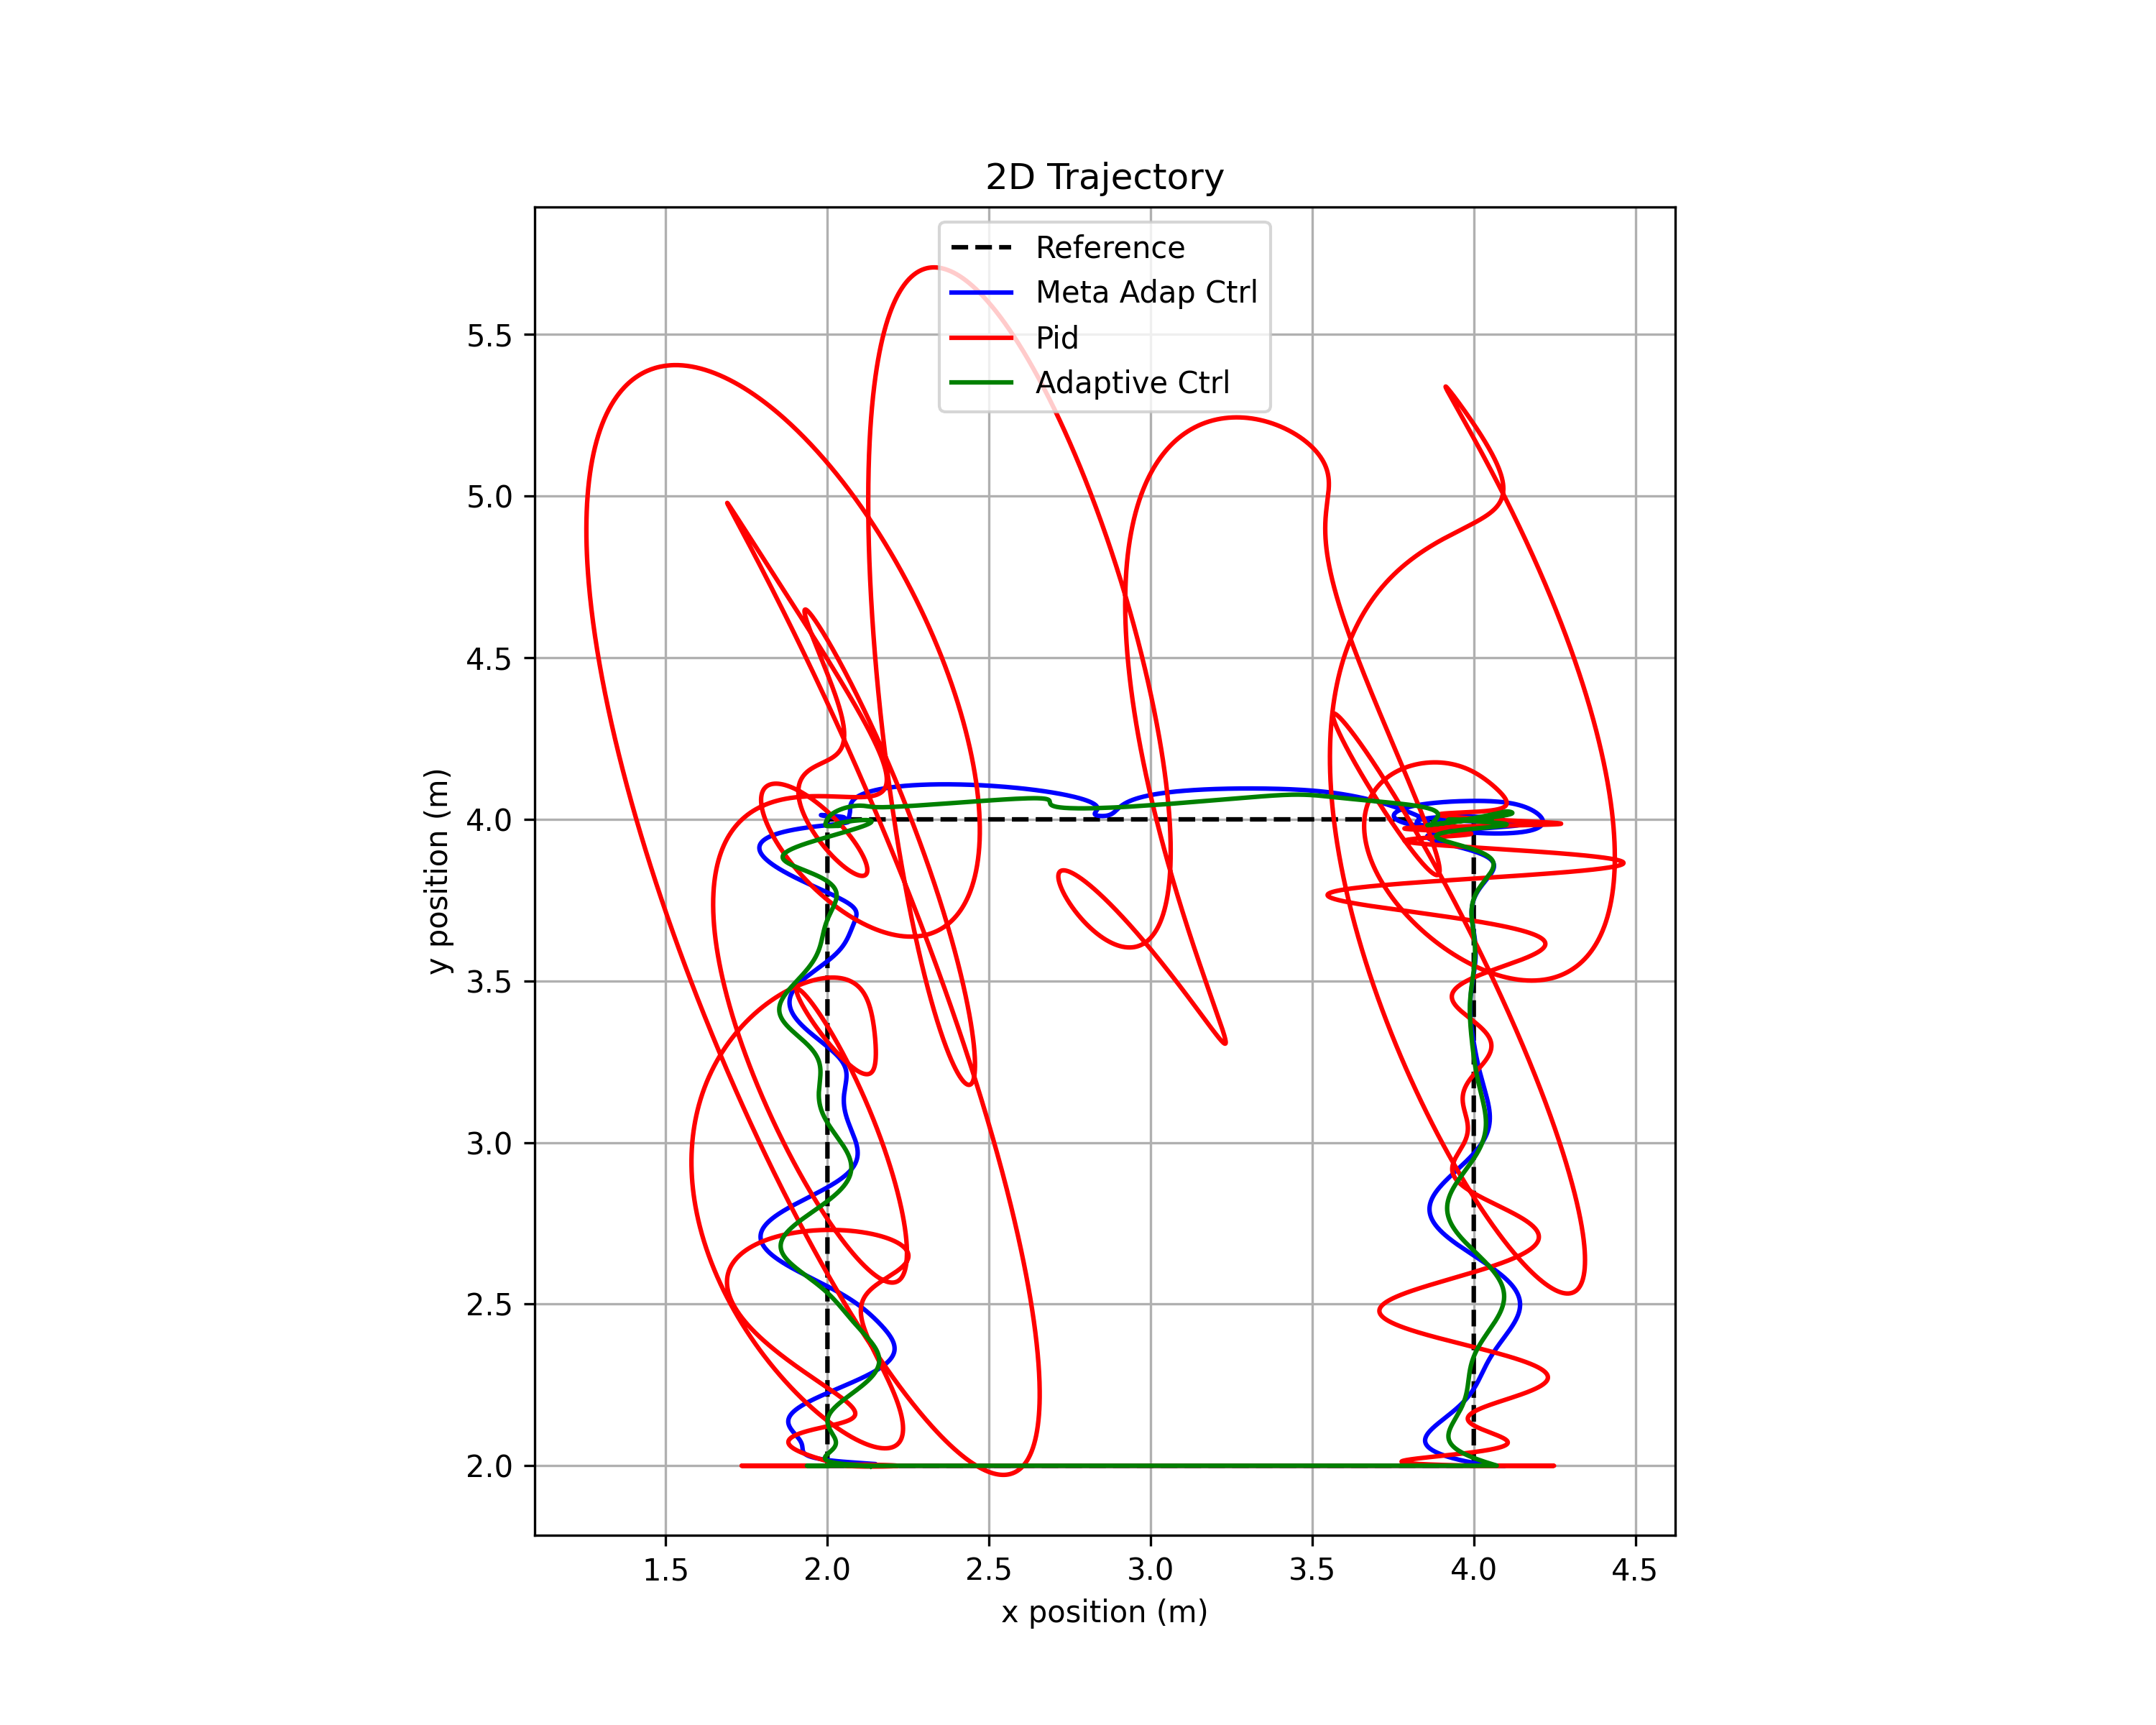 2D Trajectory
Reference
Meta Adap Ctrl
Pid
Adaptive Ctrl
5.5
5.0
4.5
4.0
3.5
3.0
2.5
2.0
y position (m)
1.5 2.0 2.5 3.0 3.5 4.0 4.5
x position (m)